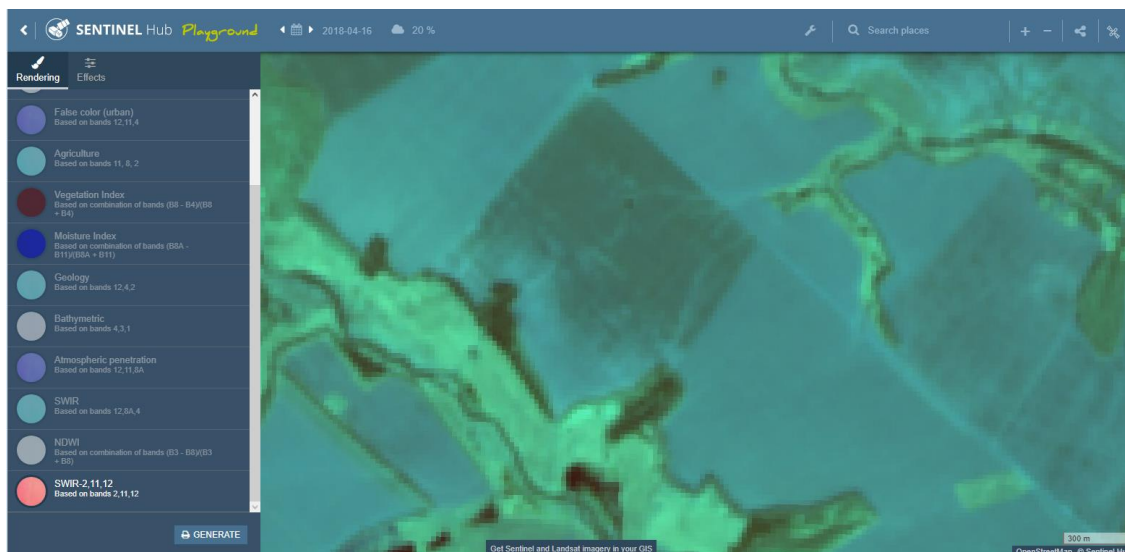 SENTINEL Hub Playground
2018-04-16
20 %
Search places
Rendering
Effects
False color (urban)
Based on bands 12,11,4
Agriculture
Based on bands 11, 8, 2
Vegetation Index
Based on combination of bands (B8 - B4)/(B8
+ B4)
Moisture Index
Based on combination of bands (B8A -
B11)/(B8A + B11)
Geology
Based on bands 12,4,2
Bathymetric
Based on bands 4,3,1
Atmospheric penetration
Based on bands 12,11,8A
SWIR
Based on bands 12,8A,4
NDWI
Based on combination of bands (B3 - B8)/(B3
+ B8)
SWIR-2,11,12
Based on bands 2,11,12
GENERATE
Get Sentinel and Landsat imagery in your GIS
300 m
OpenStreetMap, © Sentinel Hu